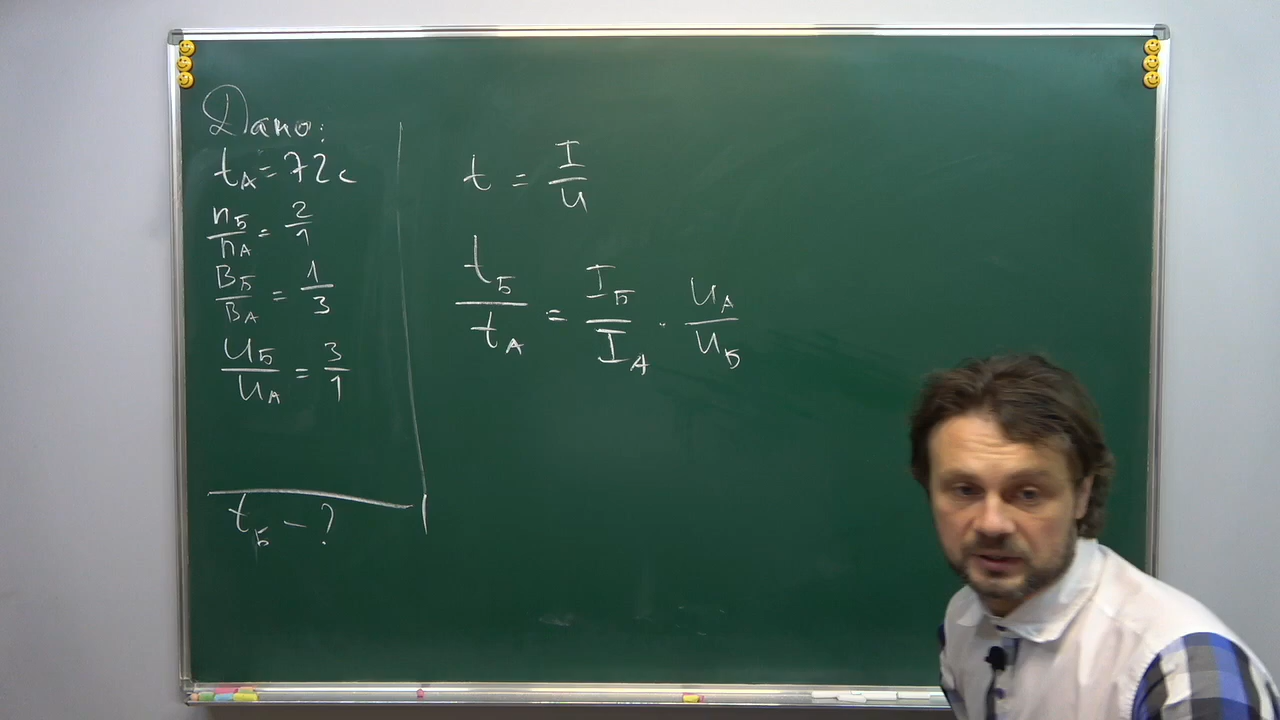 Дано:
t_A = 72 с
n_Б/n_A = 2/1
B_Б/B_A = 1/3
u_Б/u_A = 3/1
t_Б - ?
t = I/u
t_Б/t_A = I_Б/I_A · u_A/u_Б